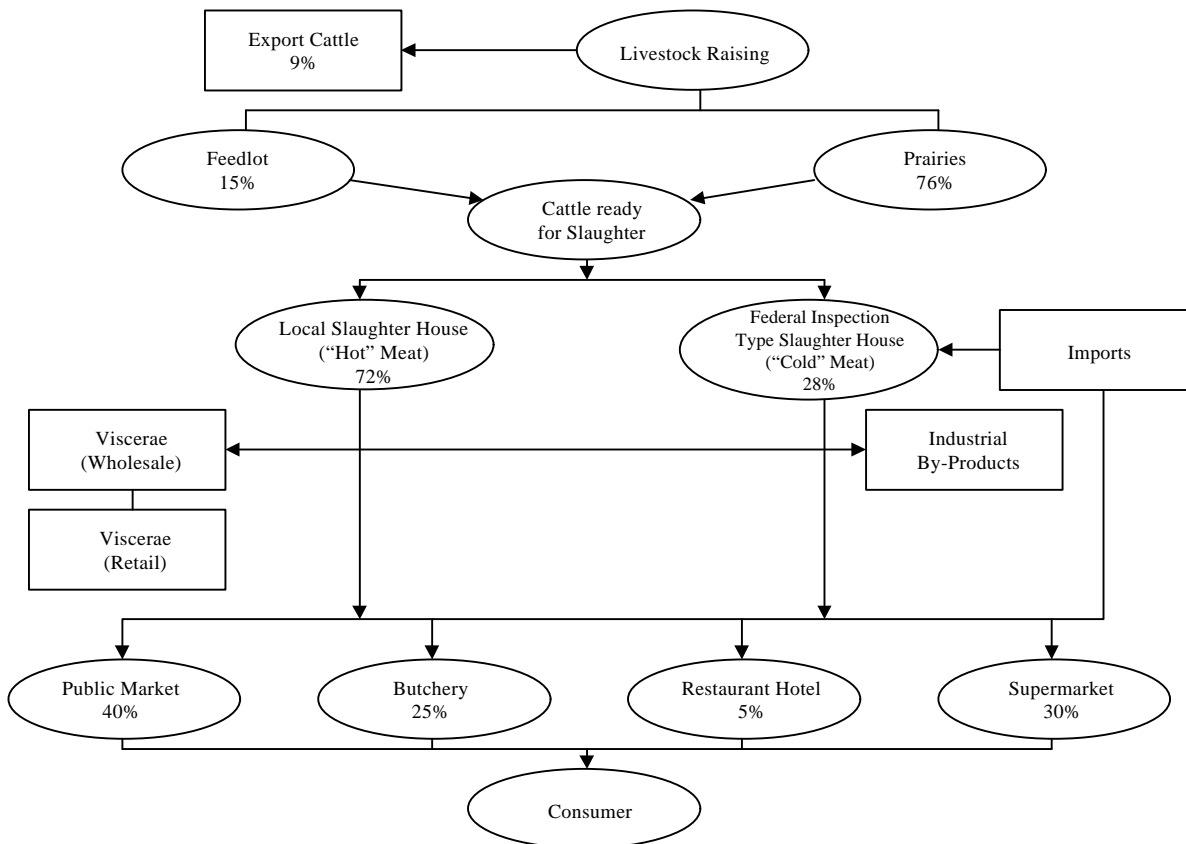 Export Cattle
9%
Livestock Raising
Feedlot
15%
Prairies
76%
Cattle ready
for Slaughter
Local Slaughter House
(“Hot” Meat)
72%
Federal Inspection
Type Slaughter House
(“Cold” Meat)
28%
Imports
Viscerae
(Wholesale)
Industrial
By-Products
Viscerae
(Retail)
Public Market
40%
Butchery
25%
Restaurant Hotel
5%
Supermarket
30%
Consumer